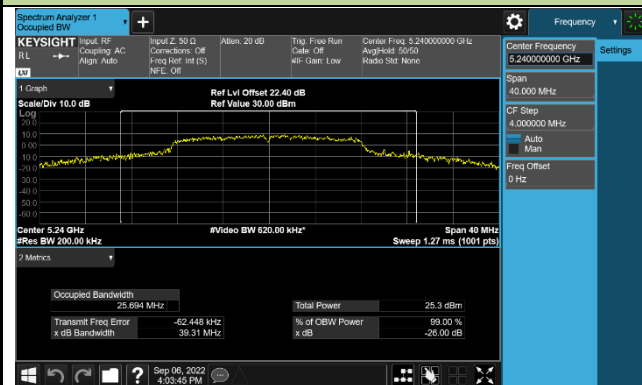 Spectrum Analyzer 1
Occupied BW
Frequency
KEYSIGHT
RL
LXI
Input: RF
Coupling: AC
Align: Auto
Input Z: 50 Ω
Corrections: Off
Freq Ref: Int (S)
NFE: Off
Atten: 20 dB
Trig: Free Run
Gate: Off
#IF Gain: Low
Center Freq: 5.240000000 GHz
Avg|Hold: 50/50
Radio Std: None
Center Frequency
5.240000000 GHz
Settings
Span
40.000 MHz
CF Step
4.000000 MHz
Auto
Man
Freq Offset
0 Hz
1 Graph
Scale/Div 10.0 dB
Ref Lvl Offset 22.40 dB
Ref Value 30.00 dBm
Log
20.0
10.0
0.00
-10.0
-20.0
-30.0
-40.0
-50.0
-60.0
Center 5.24 GHz
#Res BW 200.00 kHz
#Video BW 620.00 kHz*
Span 40 MHz
Sweep 1.27 ms (1001 pts)
2 Metrics
Occupied Bandwidth
25.694 MHz
Total Power
25.3 dBm
Transmit Freq Error
-62.448 kHz
% of OBW Power
99.00 %
x dB Bandwidth
39.31 MHz
x dB
-26.00 dB
Sep 06, 2022
4:03:45 PM